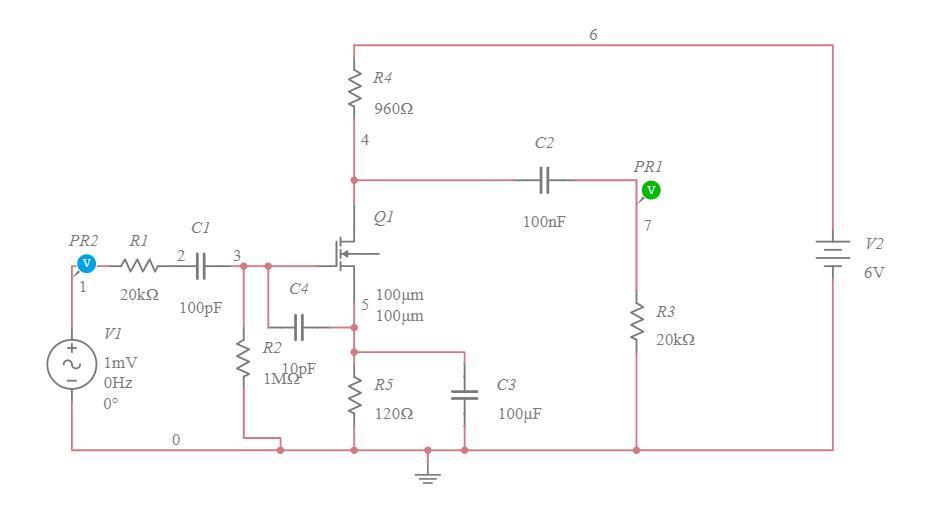 6
R4
960Ω
4
C2
PR1
V
100nF
7
Q1
C1
PR2
V
R1
2
3
1
20kΩ
100pF
C4
5
100µm
100µm
V2
6V
R3
20kΩ
V1
1mV
0Hz
0°
R2
1MΩ
10pF
R5
120Ω
C3
100µF
0